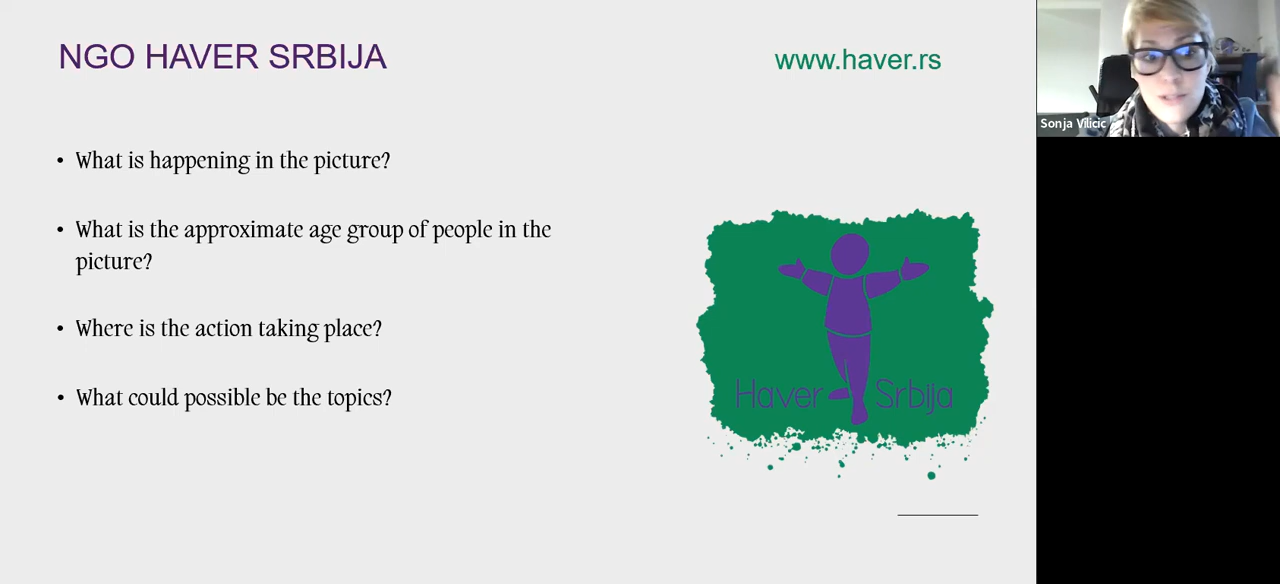 NGO HAVER SRBIJA
www.haver.rs
• What is happening in the picture?
• What is the approximate age group of people in the
picture?
• Where is the action taking place?
• What could possible be the topics?
Haver Srbija
Sonja Vilicic